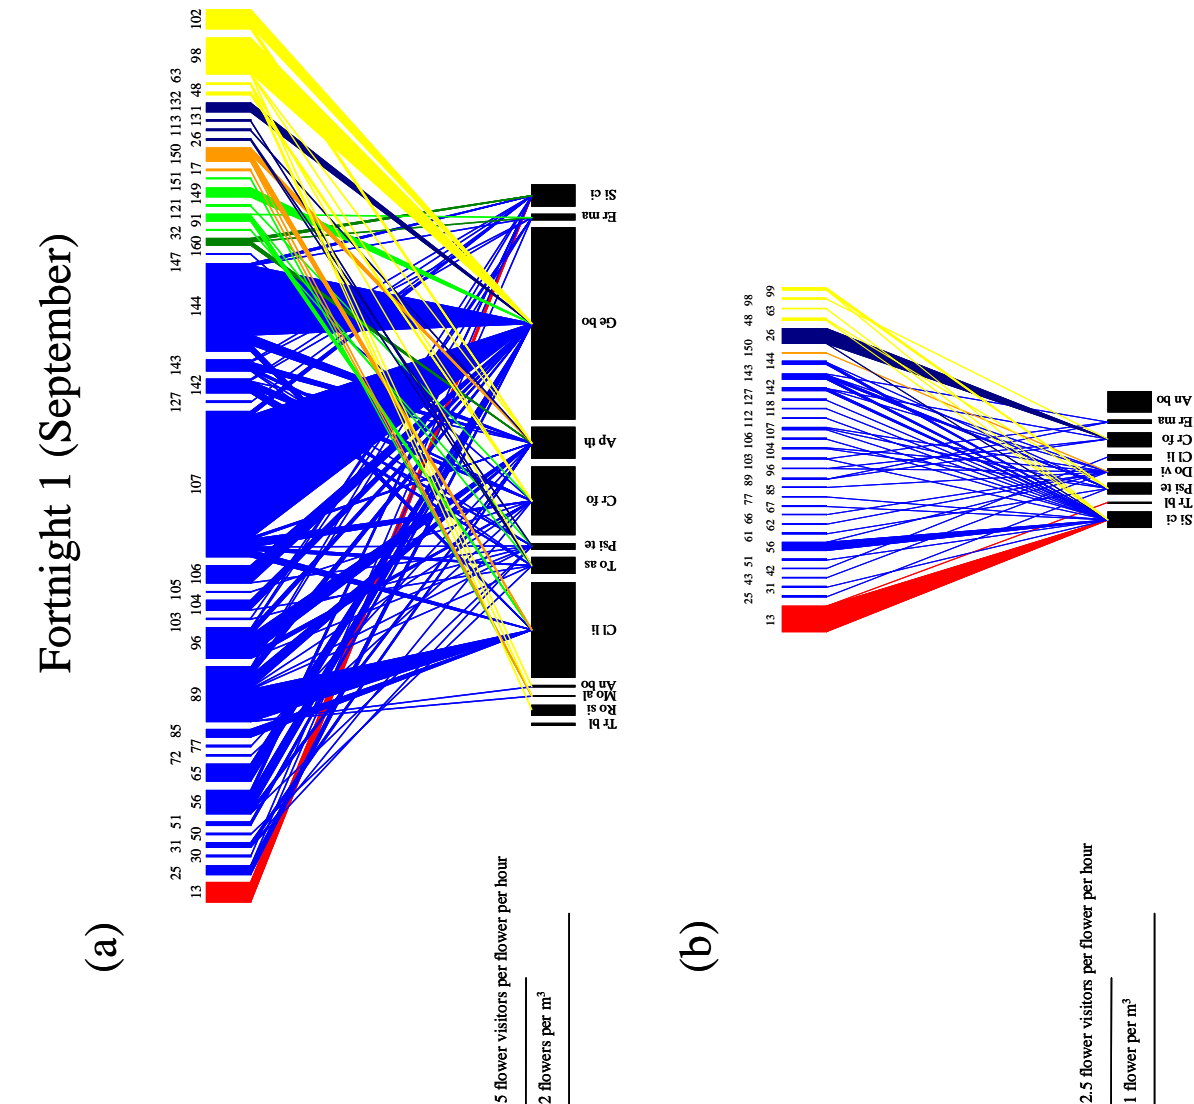 Fortnight 1 (September)
(a)
25 31 51 72 85 103 105 127 143 147 32 121 151 150 113 132 63
13 30 50 56 65 77 89 96 104 106 107 142 144 160 91 149 17 26 131 48 98 102
5 flower visitors per flower per hour
2 flowers per m³
Tr bl Ro si Mo al An bo Cl li To as Psi te Cr fo Ap th Ge bo Er ma Si ci
(b)
25 43 51 61 66 77 89 103 106 112 127 143 150 48 98
13 31 42 56 62 67 85 96 104 107 118 142 144 26 63 99
2.5 flower visitors per flower per hour
1 flower per m³
Si ci Tr bl Psi te Do vi Cl li Cr fo Er ma An bo